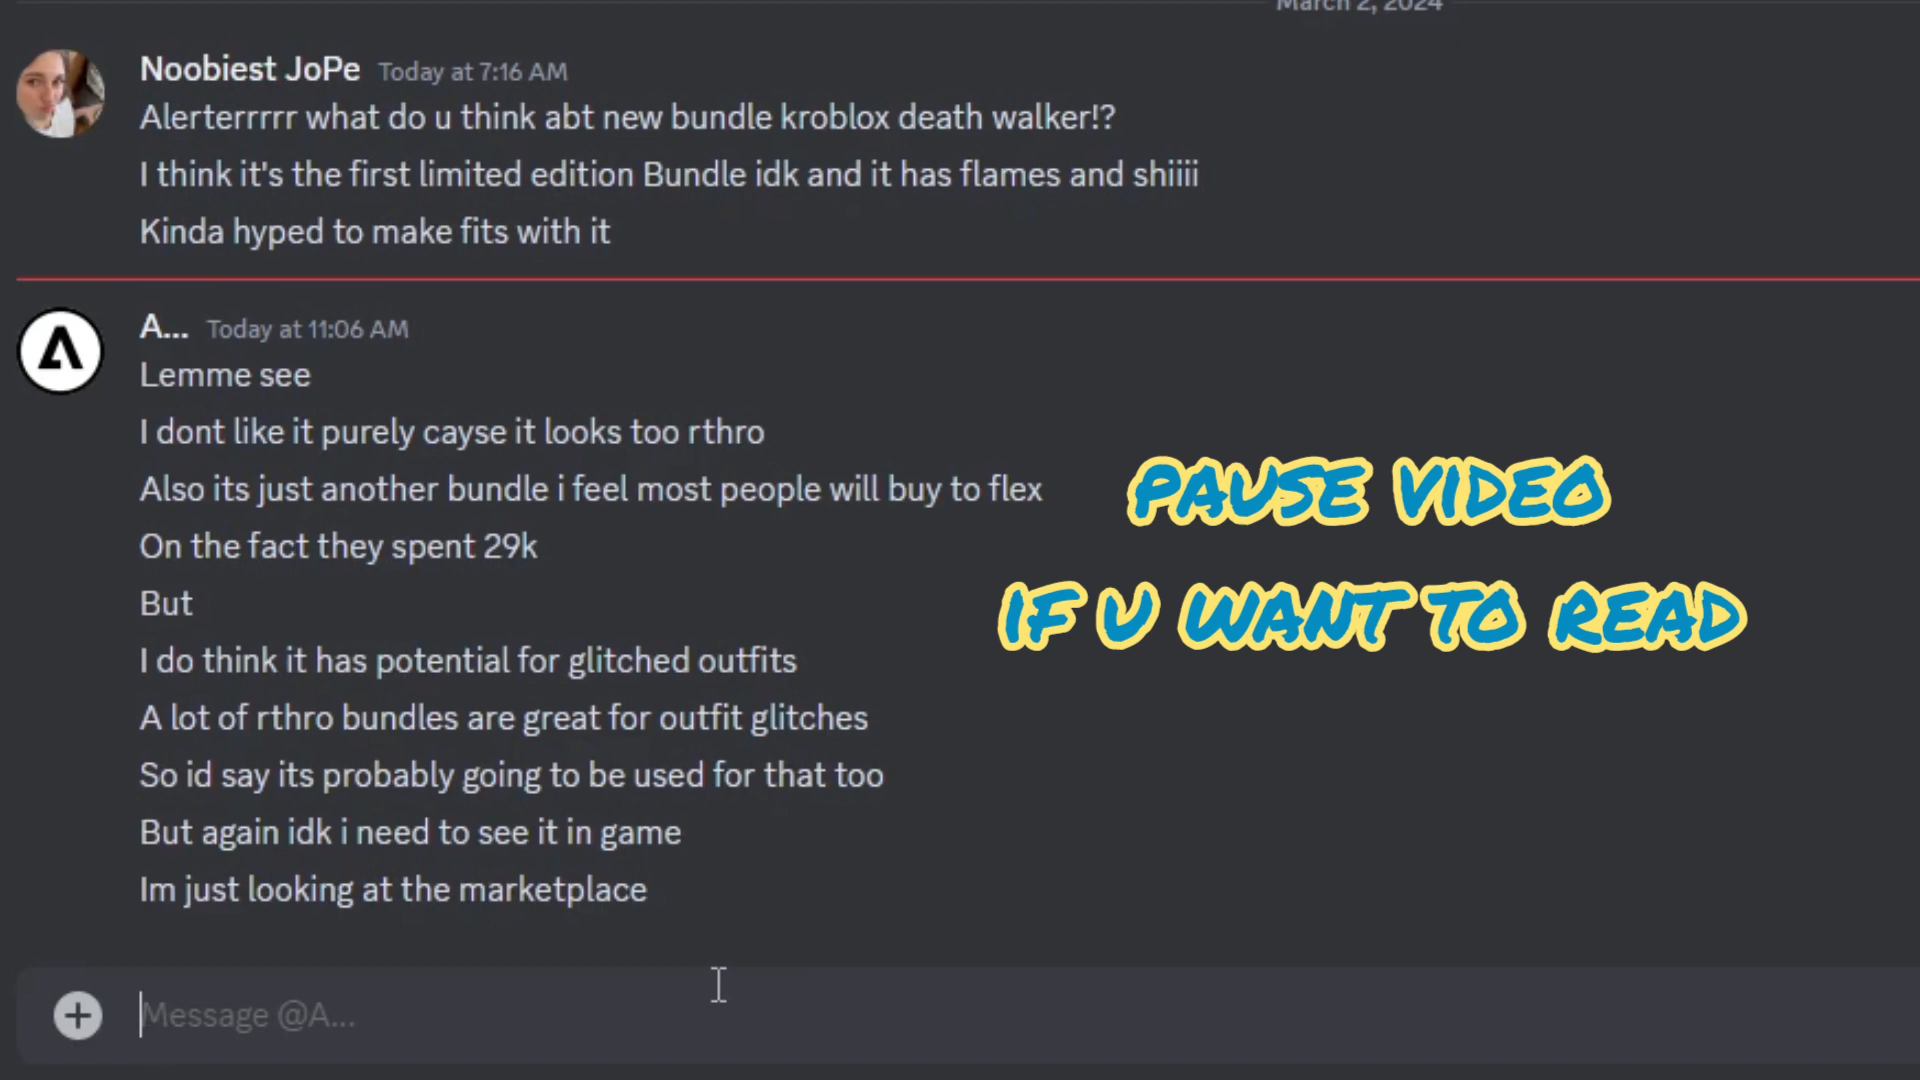 March 2, 2024
Noobiest JoPe Today at 7:16 AM
Alerterrrrr what do u think abt new bundle kroblox death walker!?
I think it's the first limited edition Bundle idk and it has flames and shiiii
Kinda hyped to make fits with it
A... Today at 11:06 AM
Lemme see
I dont like it purely cayse it looks too rthro
Also its just another bundle i feel most people will buy to flex
On the fact they spent 29k
But
I do think it has potential for glitched outfits
A lot of rthro bundles are great for outfit glitches
So id say its probably going to be used for that too
But again idk i need to see it in game
Im just looking at the marketplace
PAUSE VIDEO
IF U WANT TO READ
Message @A...